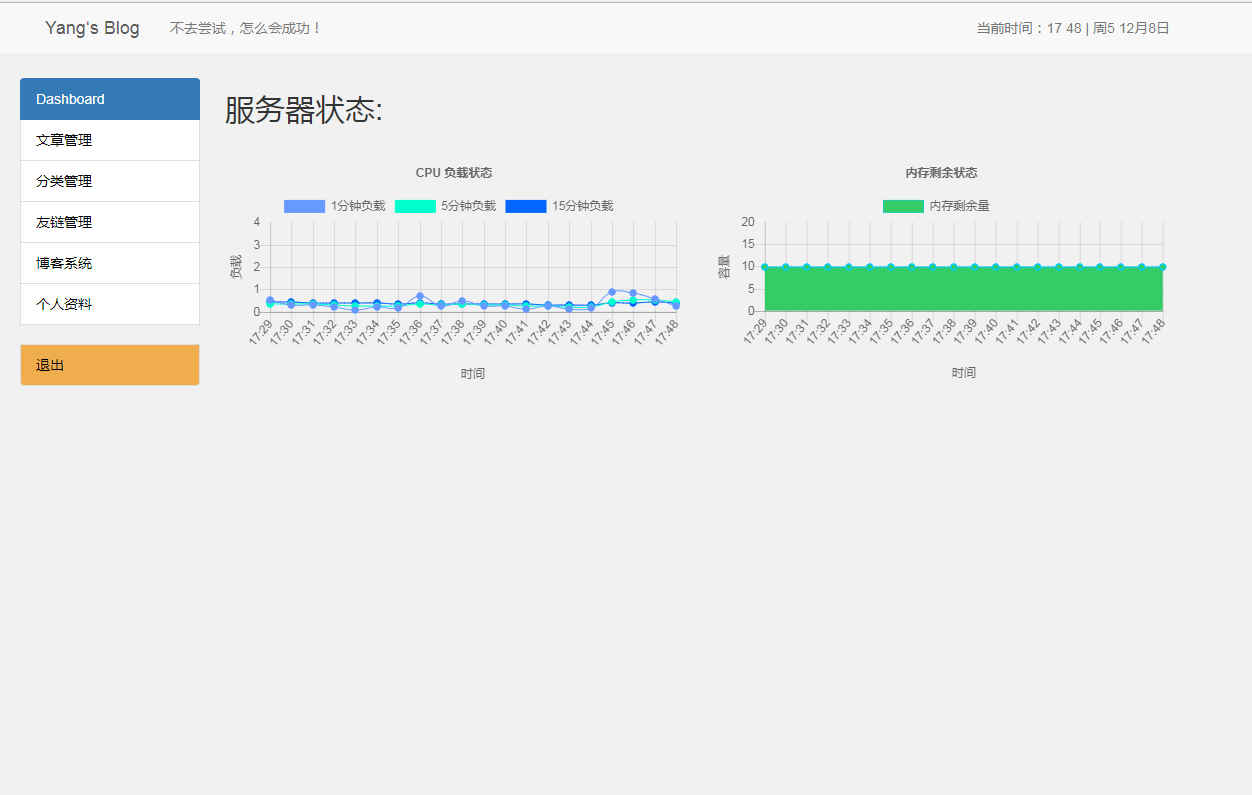 Yang‘s Blog 不去尝试，怎么会成功！ 当前时间：17 48 | 周5 12月8日
Dashboard
文章管理
分类管理
友链管理
博客系统
个人资料
退出
服务器状态:
CPU 负载状态
1分钟负载 5分钟负载 15分钟负载
负载
4
3
2
1
0
17:29 17:30 17:31 17:32 17:33 17:34 17:35 17:36 17:37 17:38 17:39 17:40 17:41 17:42 17:43 17:44 17:45 17:46 17:47 17:48
时间
内存剩余状态
内存剩余量
容量
20
15
10
5
0
17:29 17:30 17:31 17:32 17:33 17:34 17:35 17:36 17:37 17:38 17:39 17:40 17:41 17:42 17:43 17:44 17:45 17:46 17:47 17:48
时间